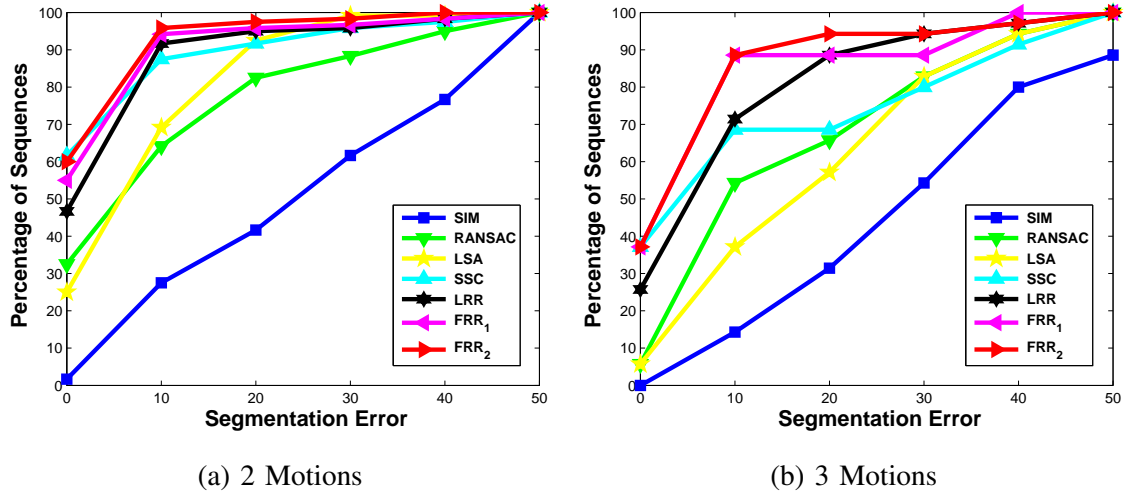 100
90
80
70
60
50
40
30
20
10
0
Percentage of Sequences
0 10 20 30 40 50
Segmentation Error
SIM
RANSAC
LSA
SSC
LRR
FRR1
FRR2
(a) 2 Motions
100
90
80
70
60
50
40
30
20
10
0
Percentage of Sequences
0 10 20 30 40 50
Segmentation Error
SIM
RANSAC
LSA
SSC
LRR
FRR1
FRR2
(b) 3 Motions